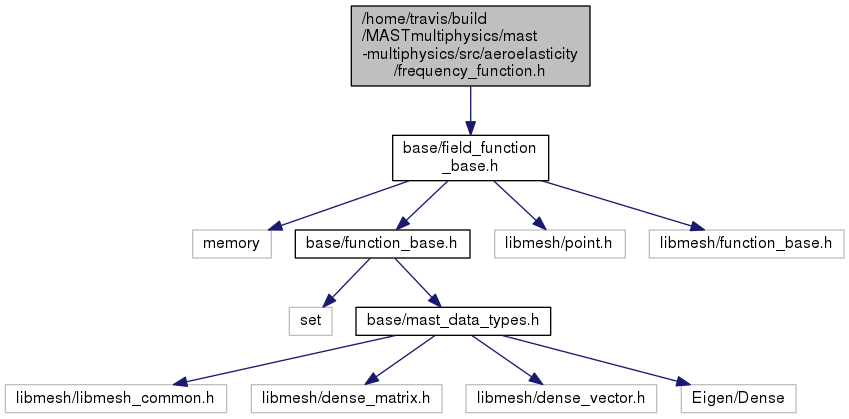 /home/travis/build
/MASTmultiphysics/mast
-multiphysics/src/aeroelasticity
/frequency_function.h
base/field_function
_base.h
memory
base/function_base.h
libmesh/point.h
libmesh/function_base.h
set
base/mast_data_types.h
libmesh/libmesh_common.h
libmesh/dense_matrix.h
libmesh/dense_vector.h
Eigen/Dense